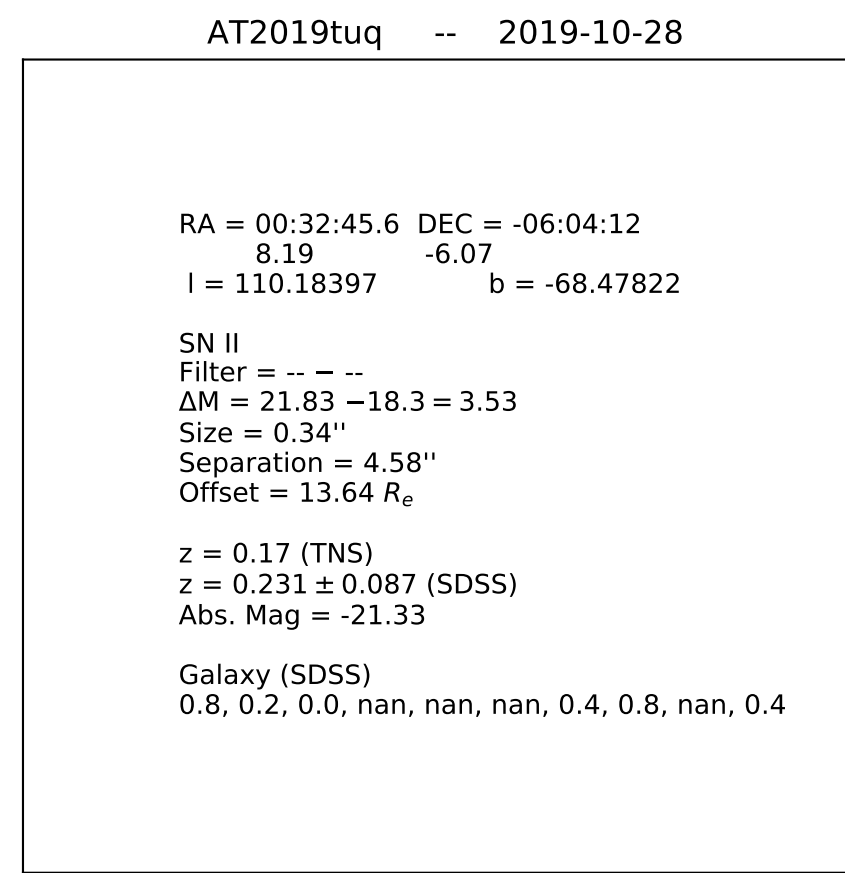 AT2019tuq -- 2019-10-28
RA = 00:32:45.6 DEC = -06:04:12
8.19 -6.07
l = 110.18397 b = -68.47822
SN II
Filter = -- − --
ΔM = 21.83 −18.3 = 3.53
Size = 0.34''
Separation = 4.58''
Offset = 13.64 Re
z = 0.17 (TNS)
z = 0.231 ± 0.087 (SDSS)
Abs. Mag = -21.33
Galaxy (SDSS)
0.8, 0.2, 0.0, nan, nan, nan, 0.4, 0.8, nan, 0.4